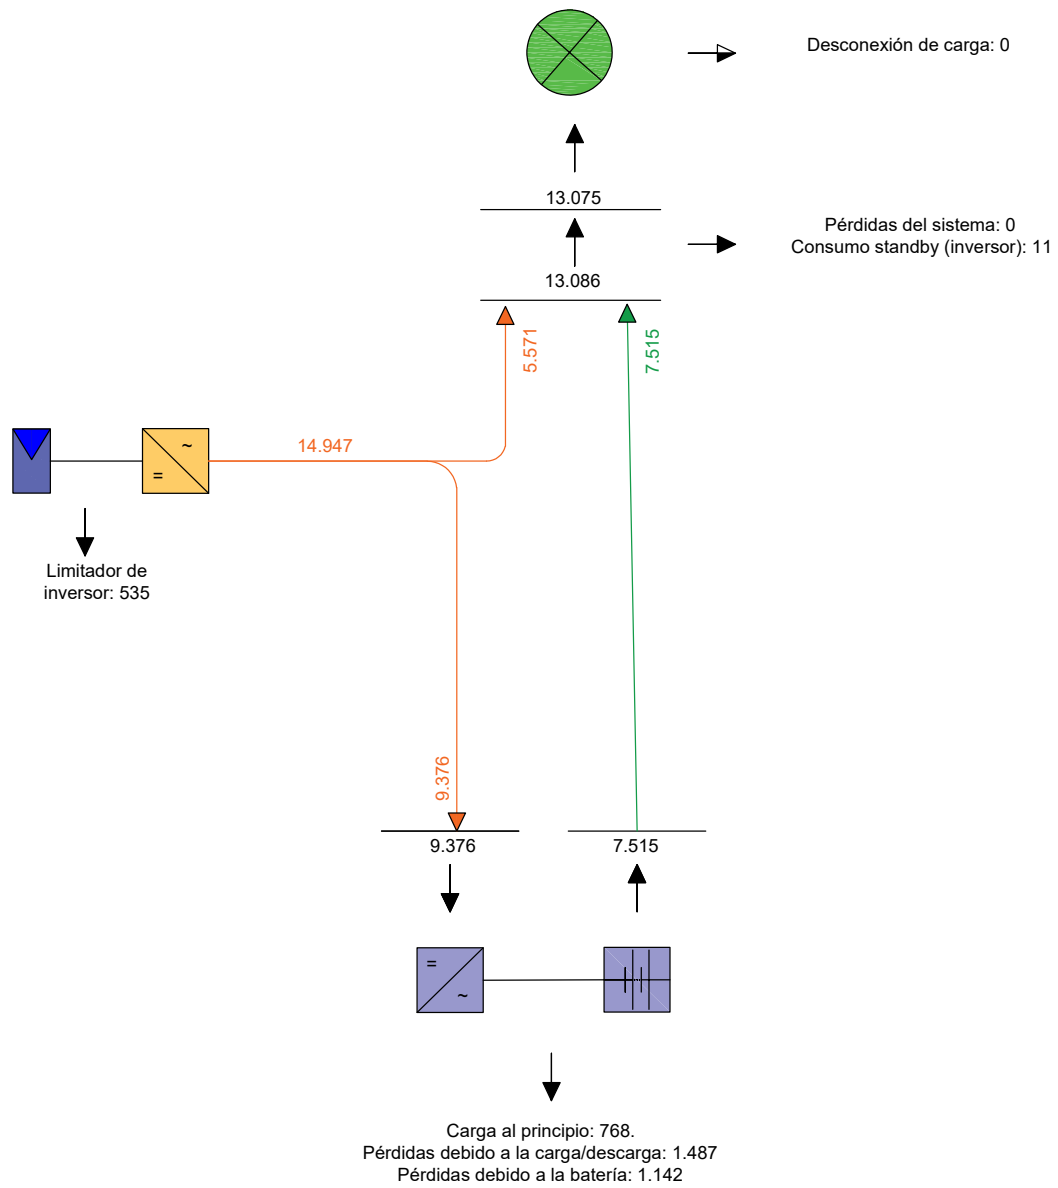 Desconexión de carga: 0
13.075
Pérdidas del sistema: 0
Consumo standby (inversor): 11
13.086
5.571
7.515
14.947
~
=
Limitador de
inversor: 535
9.376
9.376
7.515
=
~
Carga al principio: 768.
Pérdidas debido a la carga/descarga: 1.487
Pérdidas debido a la batería: 1.142